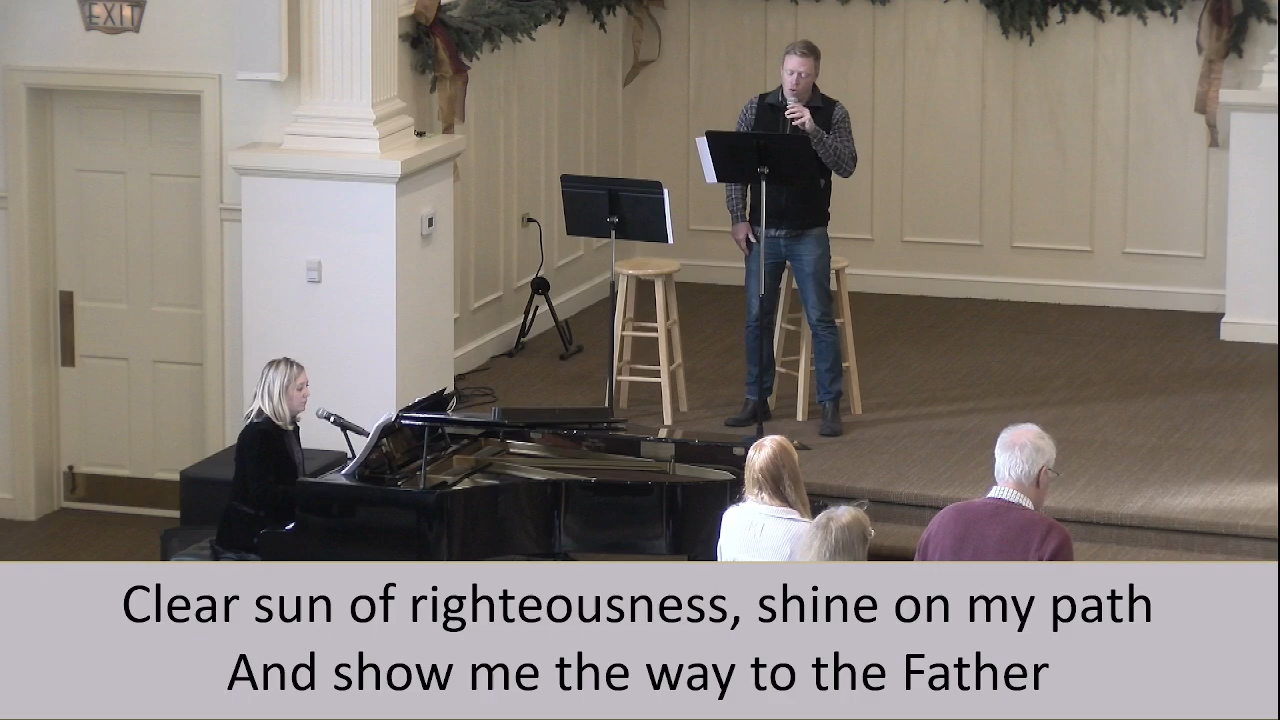 EXIT
Clear sun of righteousness, shine on my path
And show me the way to the Father